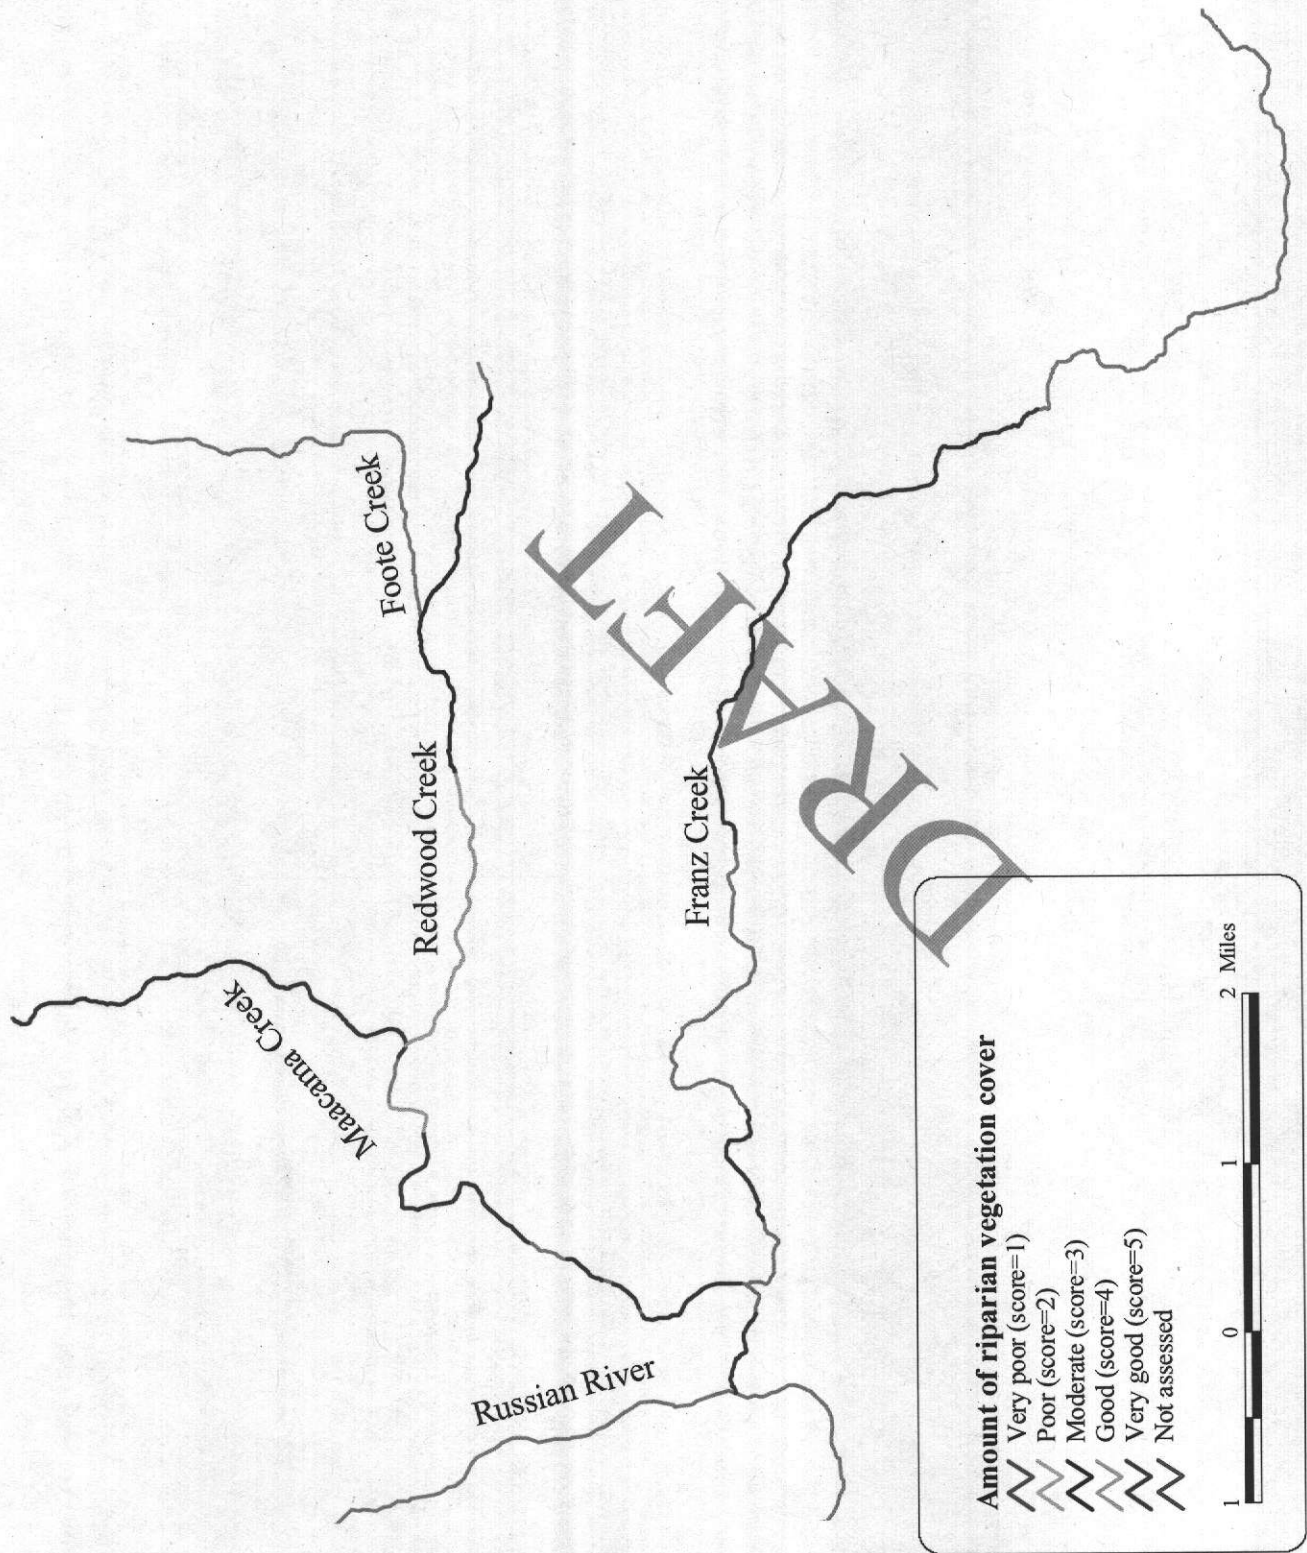 Foote Creek
Redwood Creek
Maacama Creek
Franz Creek
Russian River
DRAFT
Amount of riparian vegetation cover
Very poor (score=1)
Poor (score=2)
Moderate (score=3)
Good (score=4)
Very good (score=5)
Not assessed
1 0 1 2 Miles